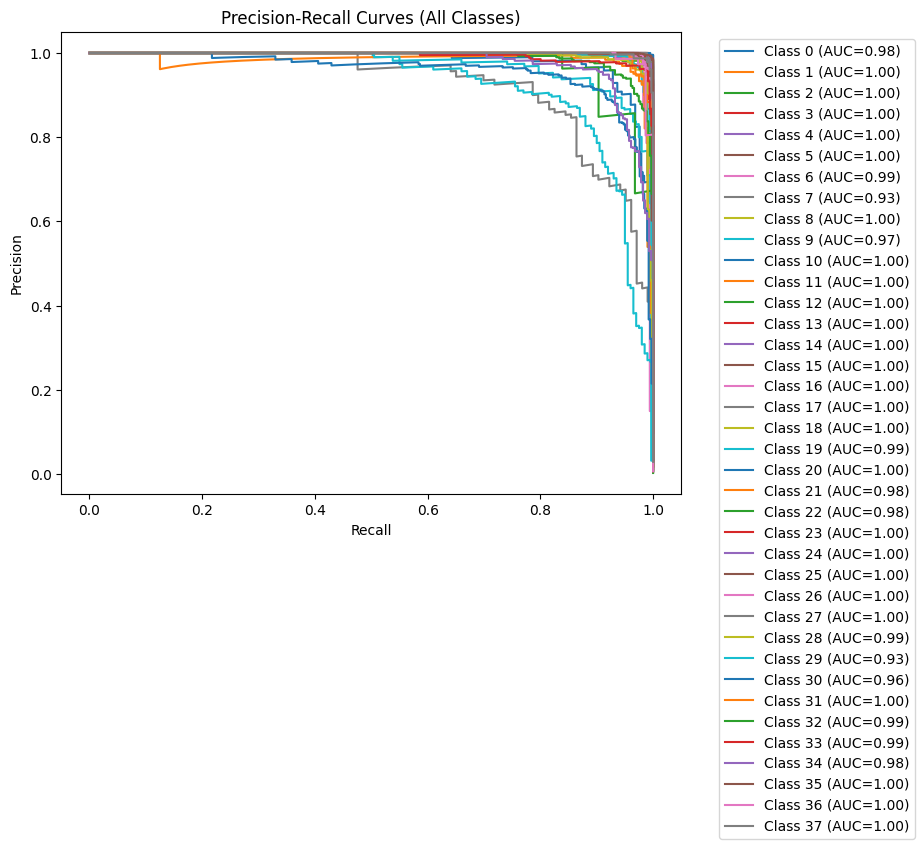 Precision-Recall Curves (All Classes)
1.0
0.8
0.6
0.4
0.2
0.0
Precision
0.0 0.2 0.4 0.6 0.8 1.0
Recall
Class 0 (AUC=0.98)
Class 1 (AUC=1.00)
Class 2 (AUC=1.00)
Class 3 (AUC=1.00)
Class 4 (AUC=1.00)
Class 5 (AUC=1.00)
Class 6 (AUC=0.99)
Class 7 (AUC=0.93)
Class 8 (AUC=1.00)
Class 9 (AUC=0.97)
Class 10 (AUC=1.00)
Class 11 (AUC=1.00)
Class 12 (AUC=1.00)
Class 13 (AUC=1.00)
Class 14 (AUC=1.00)
Class 15 (AUC=1.00)
Class 16 (AUC=1.00)
Class 17 (AUC=1.00)
Class 18 (AUC=1.00)
Class 19 (AUC=0.99)
Class 20 (AUC=1.00)
Class 21 (AUC=0.98)
Class 22 (AUC=0.98)
Class 23 (AUC=1.00)
Class 24 (AUC=1.00)
Class 25 (AUC=1.00)
Class 26 (AUC=1.00)
Class 27 (AUC=1.00)
Class 28 (AUC=0.99)
Class 29 (AUC=0.93)
Class 30 (AUC=0.96)
Class 31 (AUC=1.00)
Class 32 (AUC=0.99)
Class 33 (AUC=0.99)
Class 34 (AUC=0.98)
Class 35 (AUC=1.00)
Class 36 (AUC=1.00)
Class 37 (AUC=1.00)